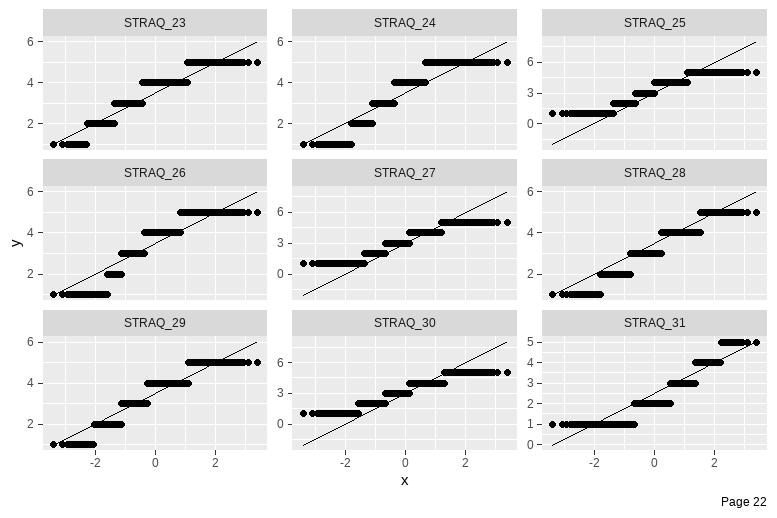 STRAQ_23 STRAQ_24 STRAQ_25
6 6
6
4 4
3
2 2
0
STRAQ_26 STRAQ_27 STRAQ_28
6 6
6
4 4
3
2 0 2
y
STRAQ_29 STRAQ_30 STRAQ_31
6 5
6
4 4
3 3
2 2
0 1
0
-2 0 2 -2 0 2 -2 0 2
x
Page 22